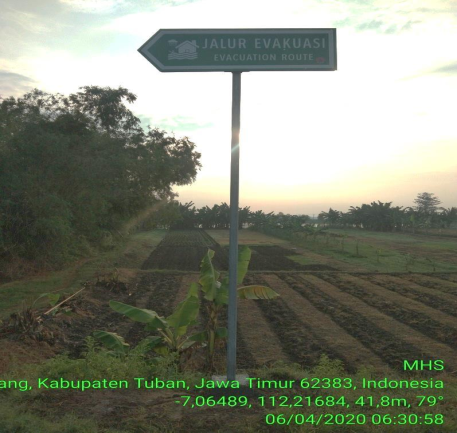 JALUR EVAKUASI
EVACUATION ROUTE
MHS
ang, Kabupaten Tuban, Jawa Timur 62383, Indonesia
-7,06489, 112,21684, 41,8m, 79°
06/04/2020 06:30:58